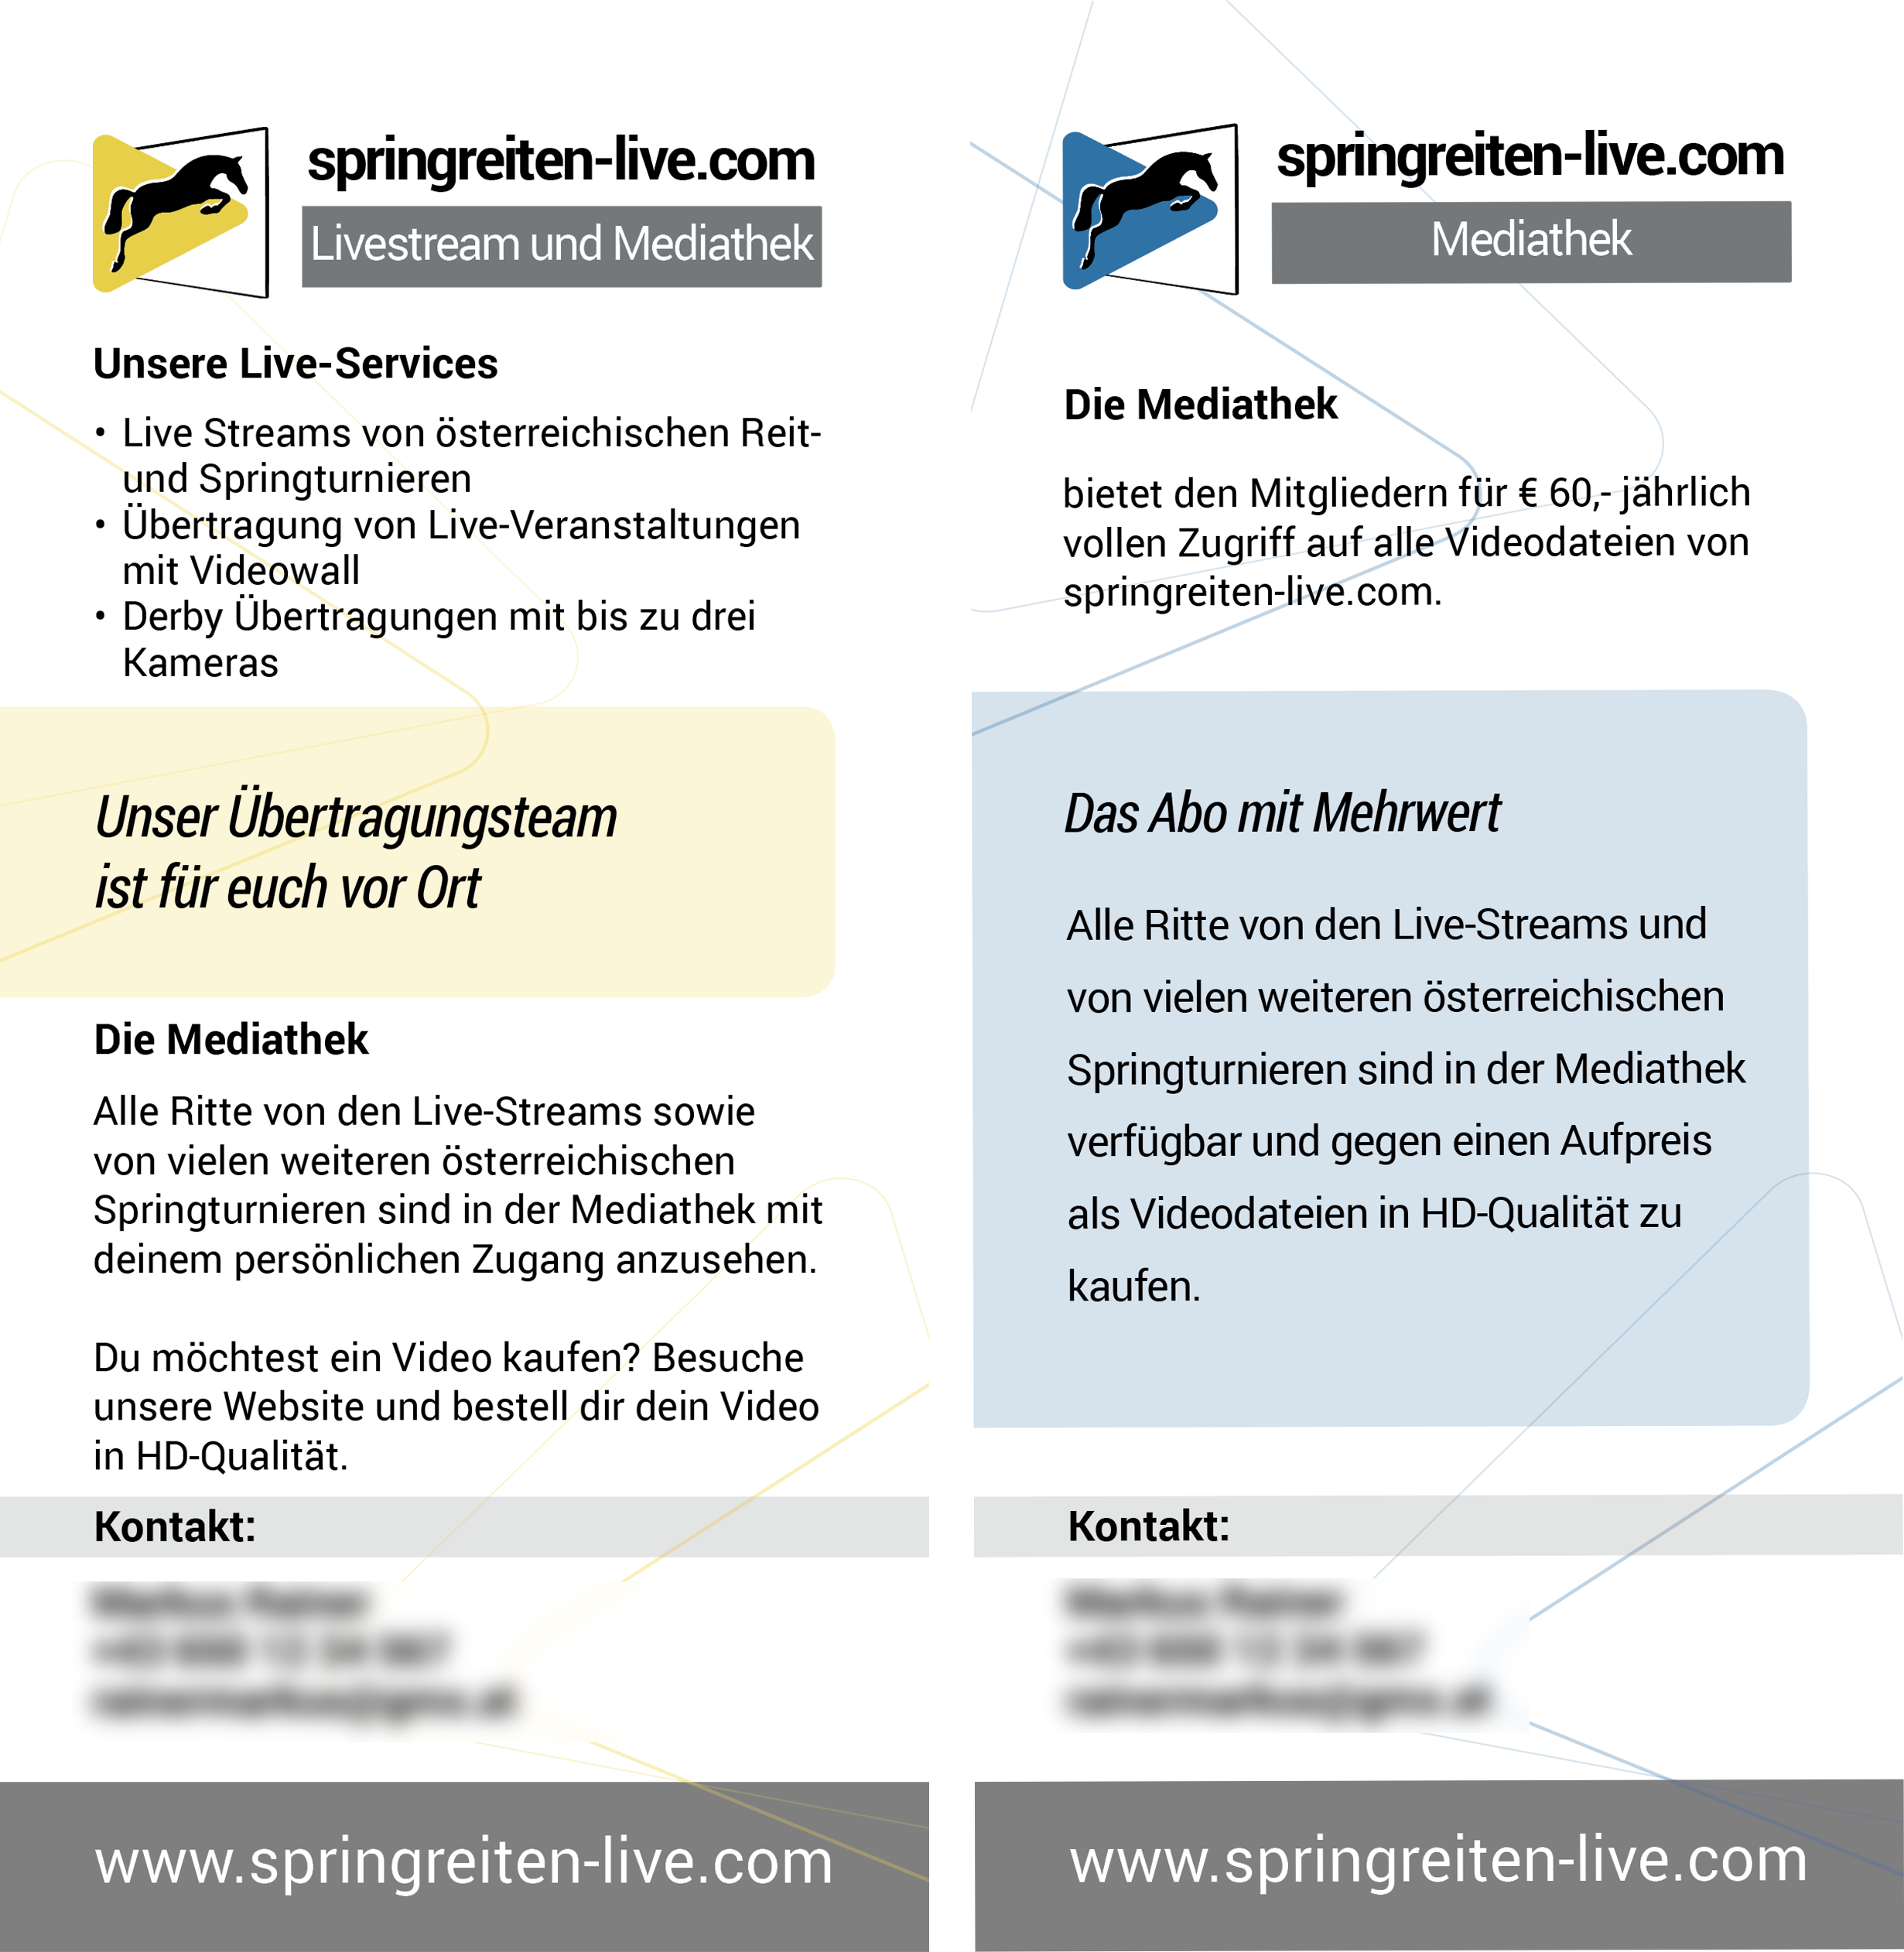 springreiten-live.com
Livestream und Mediathek
Unsere Live-Services
• Live Streams von österreichischen Reit-
und Springturnieren
• Übertragung von Live-Veranstaltungen
mit Videowall
• Derby Übertragungen mit bis zu drei
Kameras
Unser Übertragungsteam
ist für euch vor Ort
Die Mediathek
Alle Ritte von den Live-Streams sowie
von vielen weiteren österreichischen
Springturnieren sind in der Mediathek mit
deinem persönlichen Zugang anzusehen.
Du möchtest ein Video kaufen? Besuche
unsere Website und bestell dir dein Video
in HD-Qualität.
Kontakt:
www.springreiten-live.com
springreiten-live.com
Mediathek
Die Mediathek
bietet den Mitgliedern für € 60,- jährlich
vollen Zugriff auf alle Videodateien von
springreiten-live.com.
Das Abo mit Mehrwert
Alle Ritte von den Live-Streams und
von vielen weiteren österreichischen
Springturnieren sind in der Mediathek
verfügbar und gegen einen Aufpreis
als Videodateien in HD-Qualität zu
kaufen.
Kontakt:
www.springreiten-live.com